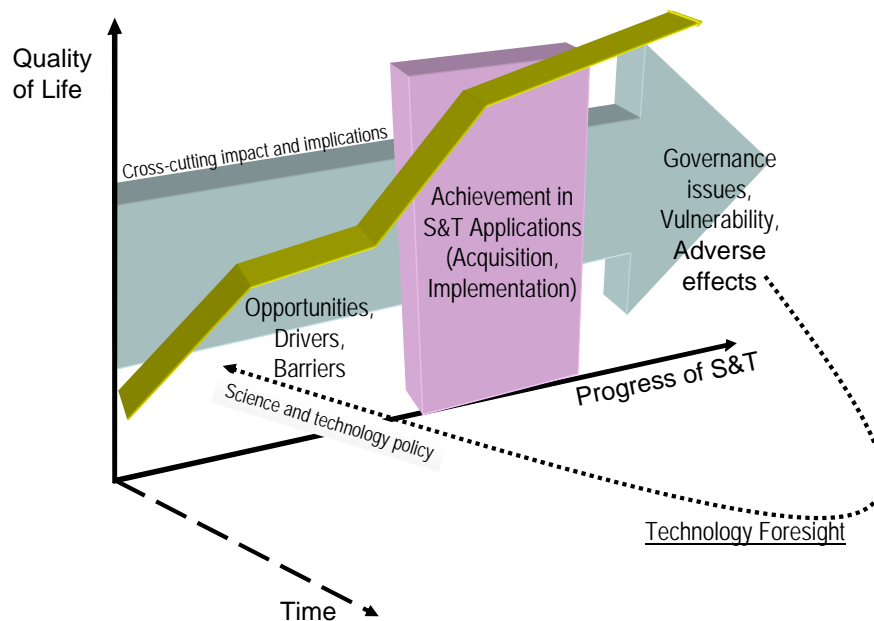 Quality
of Life
Cross-cutting impact and implications
Achievement in
S&T Applications
(Acquisition,
Implementation)
Governance
issues,
Vulnerability,
Adverse
effects
Opportunities,
Drivers,
Barriers
Progress of S&T
Science and technology policy
Technology Foresight
Time